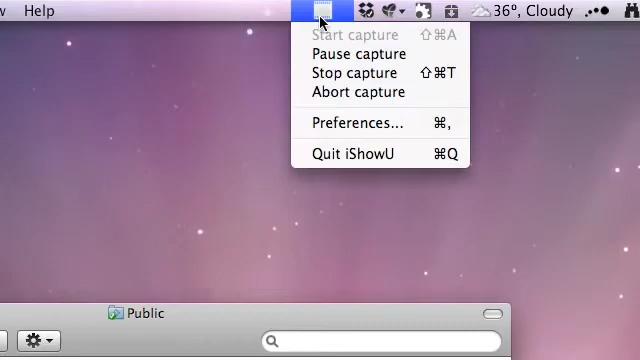 Help
36°, Cloudy
Start capture ⇧⌘A
Pause capture
Stop capture ⇧⌘T
Abort capture
Preferences... ⌘,
Quit iShowU ⌘Q
Public